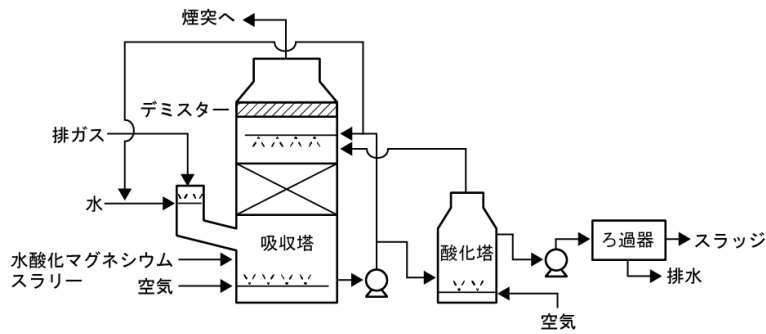 煙突へ
デミスター
排ガス
水
吸収塔
酸化塔
ろ過器
スラッジ
水酸化マグネシウム
スラリー
空気
排水
空気